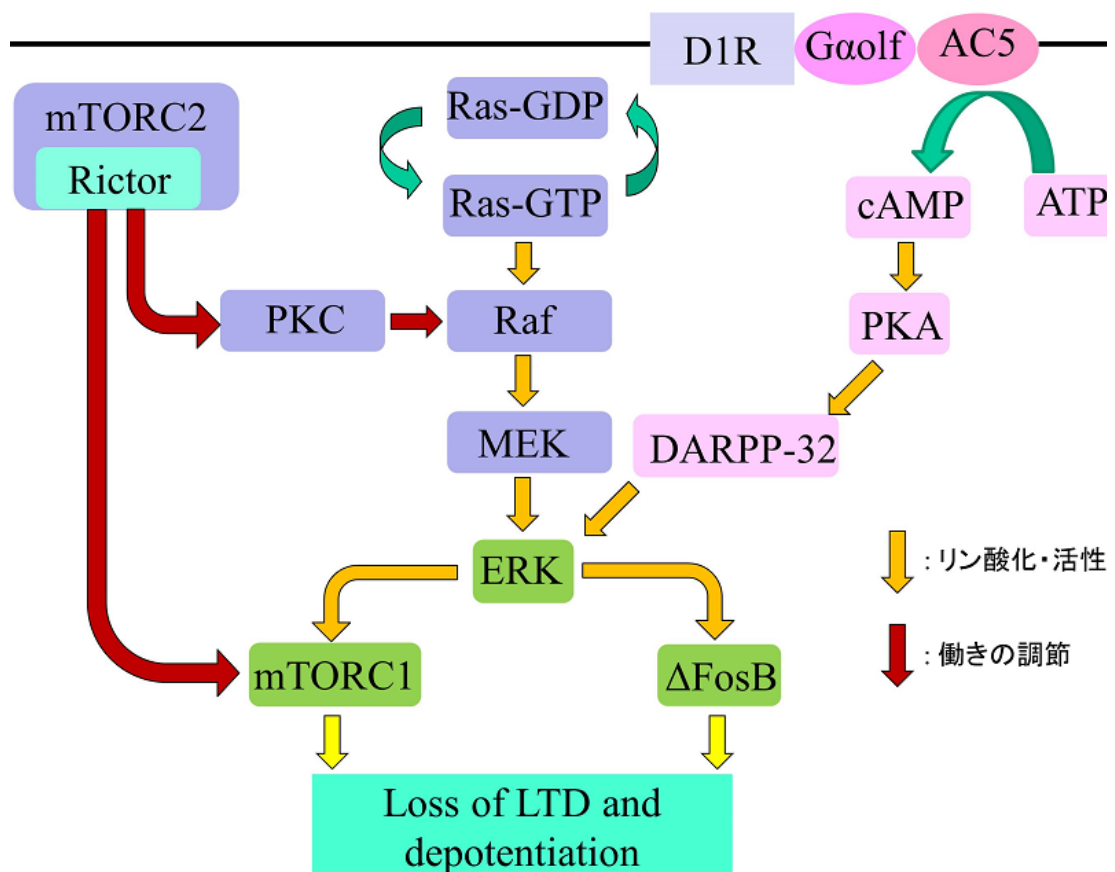 D1R
Gαolf
AC5
mTORC2
Rictor
Ras-GDP
Ras-GTP
cAMP
ATP
PKC
Raf
PKA
MEK
DARPP-32
ERK
:リン酸化・活性
mTORC1
ΔFosB
:働きの調節
Loss of LTD and
depotentiation